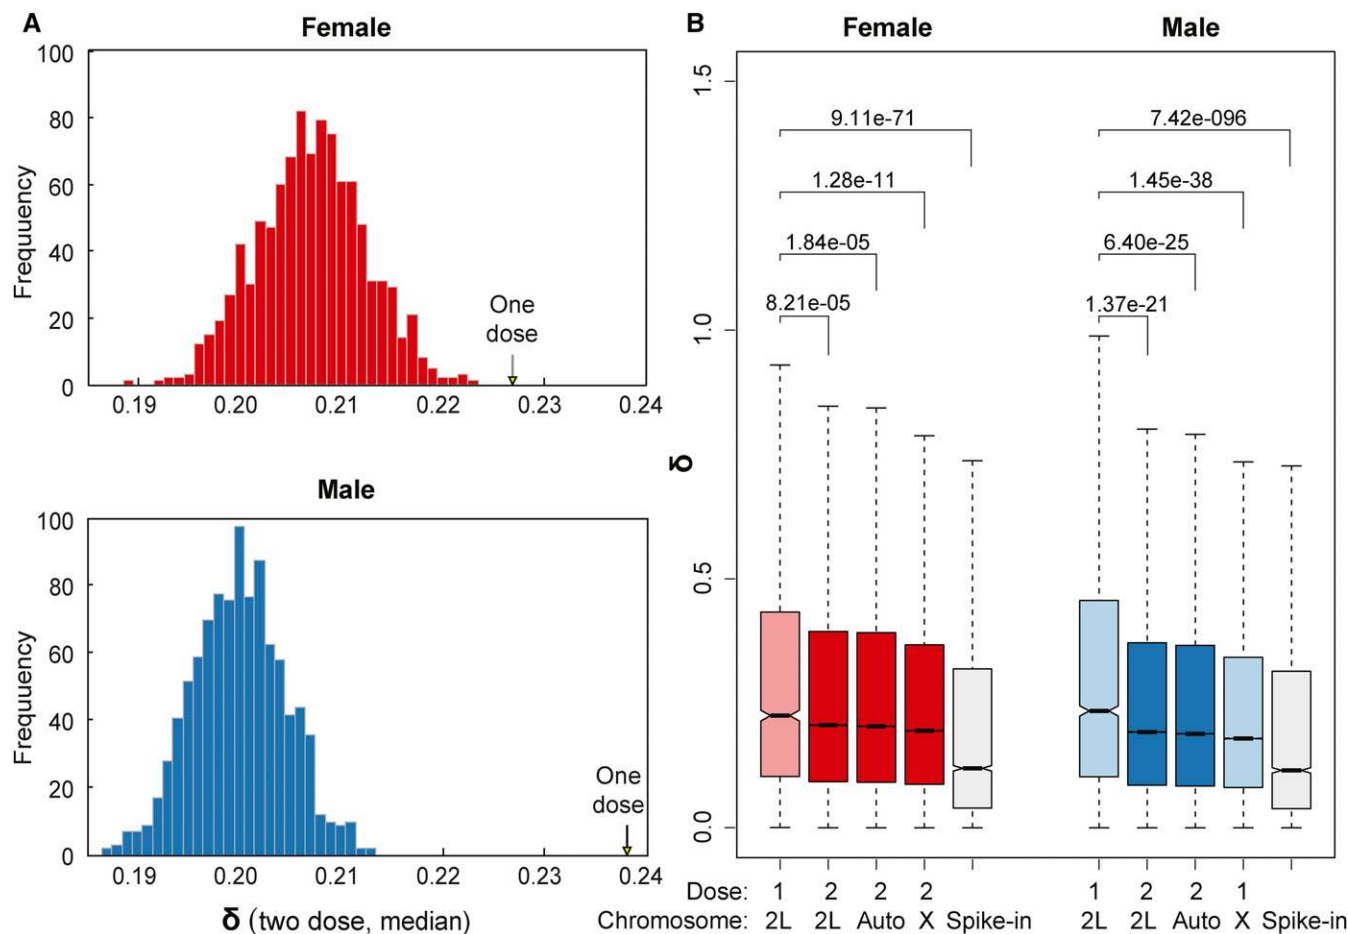 A
Female
100
80
60
40
20
0
Frequuency
One
dose
0.19 0.20 0.21 0.22 0.23 0.24
Male
100
80
60
40
20
0
Frequuency
One
dose
0.19 0.20 0.21 0.22 0.23 0.24
δ (two dose, median)
B Female Male
1.5
1.0
0.5
0.0
δ
9.11e-71
1.28e-11
1.84e-05
8.21e-05
7.42e-096
1.45e-38
6.40e-25
1.37e-21
Dose: 1 2 2 2 1 2 2 1
Chromosome: 2L 2L Auto X Spike-in 2L 2L Auto X Spike-in